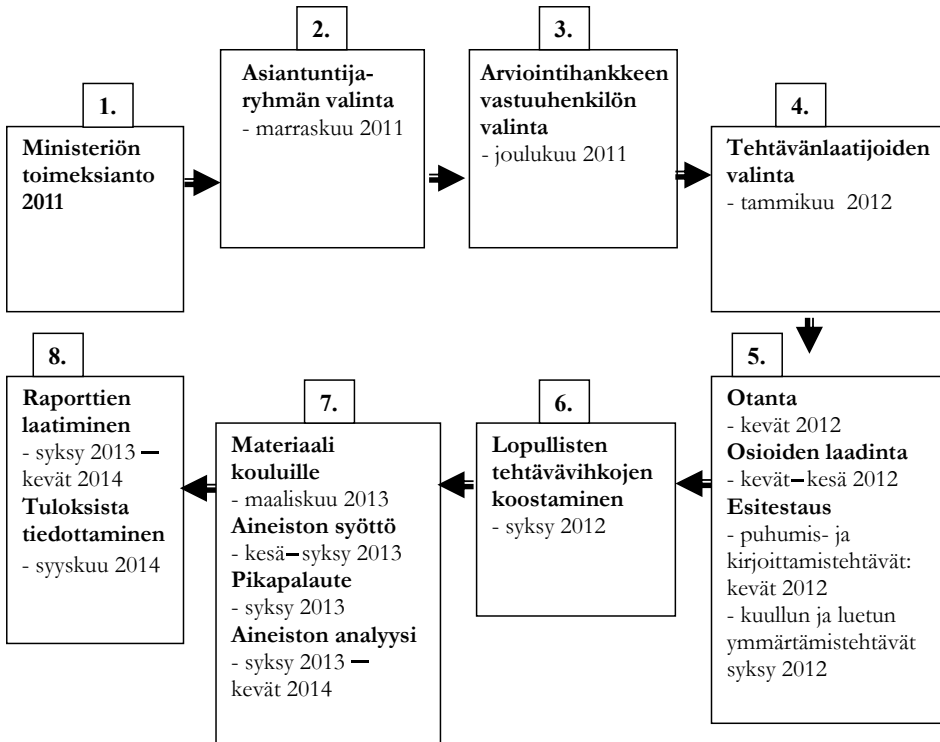 1.
Ministeriön
toimeksianto
2011
2.
Asiantuntija-
ryhmän valinta
- marraskuu 2011
3.
Arviointihankkeen
vastuuhenkilön
valinta
- joulukuu 2011
4.
Tehtävänlaatijoiden
valinta
- tammikuu 2012
5.
Otanta
- kevät 2012
Osioiden laadinta
- kevät–kesä 2012
Esitestaus
- puhumis- ja
kirjoittamistehtävät:
kevät 2012
- kuullun ja luetun
ymmärtämistehtävät
syksy 2012
6.
Lopullisten
tehtävävihkojen
koostaminen
- syksy 2012
7.
Materiaali
kouluille
- maaliskuu 2013
Aineiston syöttö
- kesä–syksy 2013
Pikapalaute
- syksy 2013
Aineiston analyysi
- syksy 2013 –
kevät 2014
8.
Raporttien
laatiminen
- syksy 2013 –
kevät 2014
Tuloksista
tiedottaminen
- syyskuu 2014